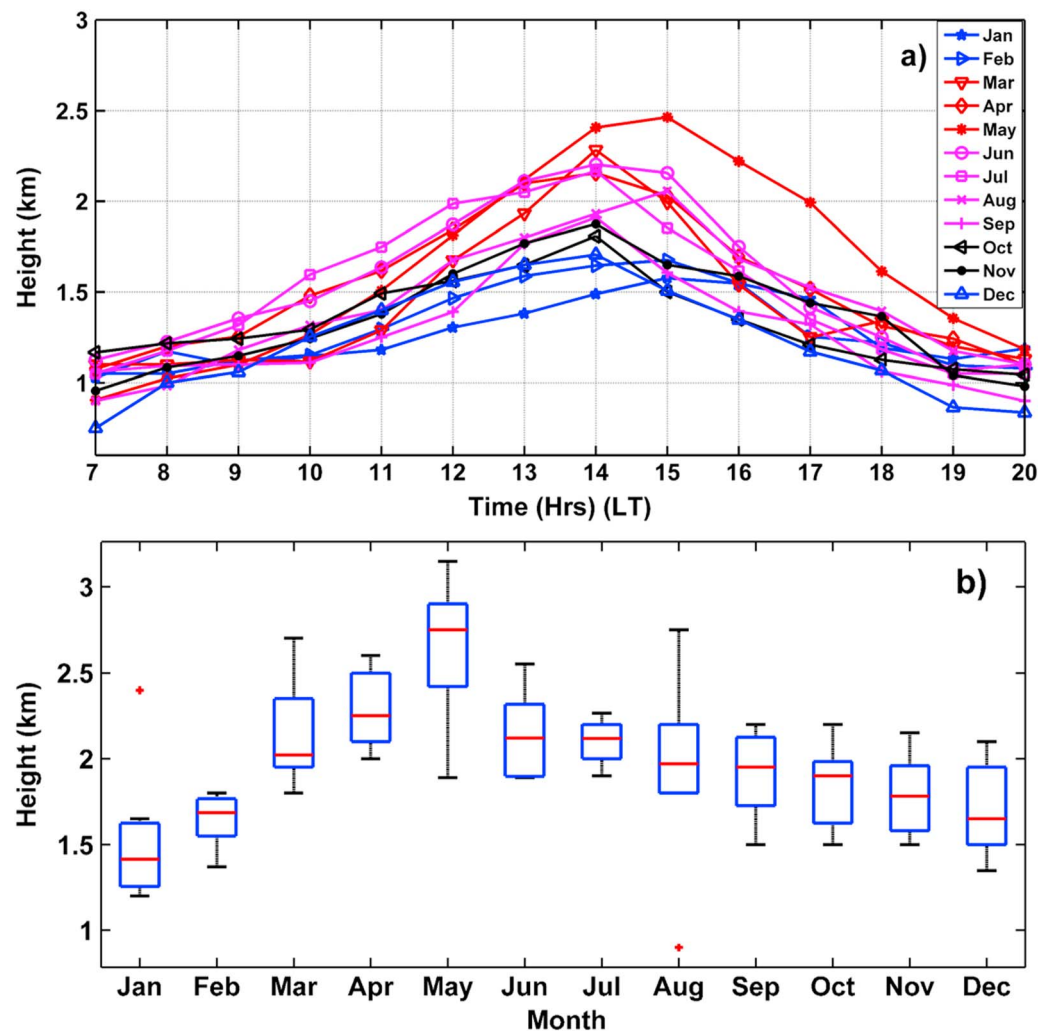 3
2.5
2
1.5
1
Height (km)
a)
Jan
Feb
Mar
Apr
May
Jun
Jul
Aug
Sep
Oct
Nov
Dec
7 8 9 10 11 12 13 14 15 16 17 18 19 20
Time (Hrs) (LT)
3
2.5
2
1.5
1
Height (km)
b)
Jan Feb Mar Apr May Jun Jul Aug Sep Oct Nov Dec
Month